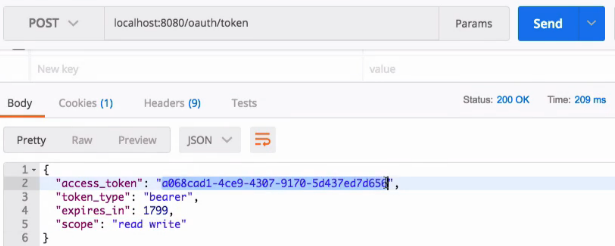 POST localhost:8080/oauth/token Params Send
New key value
Body Cookies (1) Headers (9) Tests Status: 200 OK Time: 209 ms
Pretty Raw Preview JSON
1 {
2 "access_token": "a068cad1-4ce9-4307-9170-5d437ed7d656",
3 "token_type": "bearer",
4 "expires_in": 1799,
5 "scope": "read write"
6 }